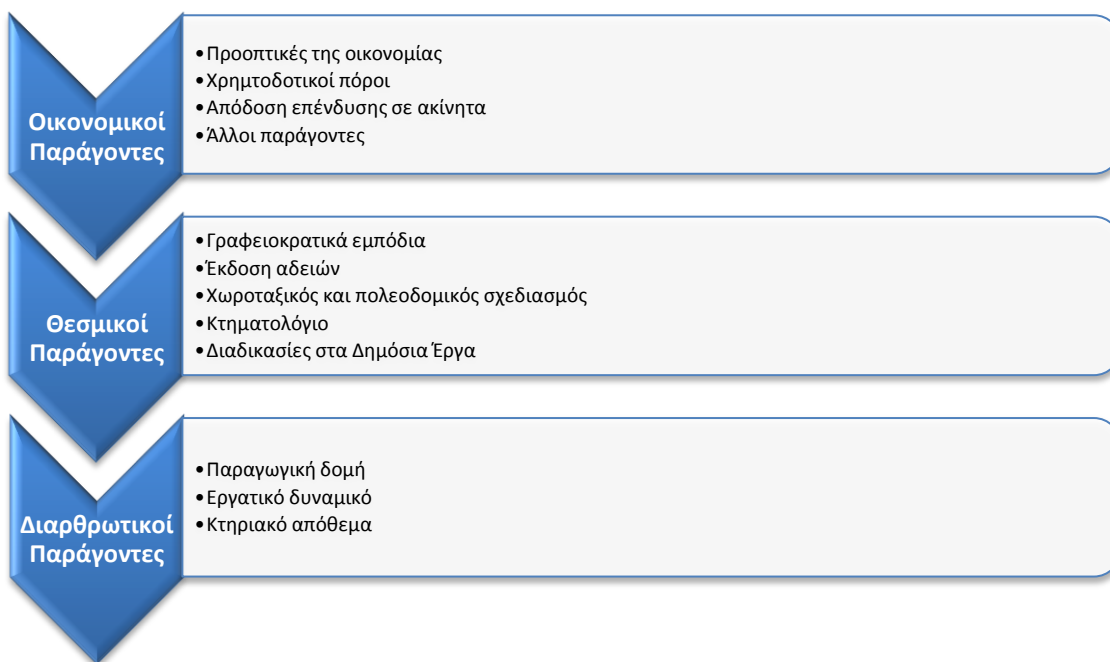 Οικονομικοί
Παράγοντες
•Προοπτικές της οικονομίας
•Χρημτοδοτικοί πόροι
•Απόδοση επένδυσης σε ακίνητα
•Άλλοι παράγοντες
Θεσμικοί
Παράγοντες
•Γραφειοκρατικά εμπόδια
•Έκδοση αδειών
•Χωροταξικός και πολεοδομικός σχεδιασμός
•Κτηματολόγιο
•Διαδικασίες στα Δημόσια Έργα
Διαρθρωτικοί
Παράγοντες
•Παραγωγική δομή
•Εργατικό δυναμικό
•Κτηριακό απόθεμα